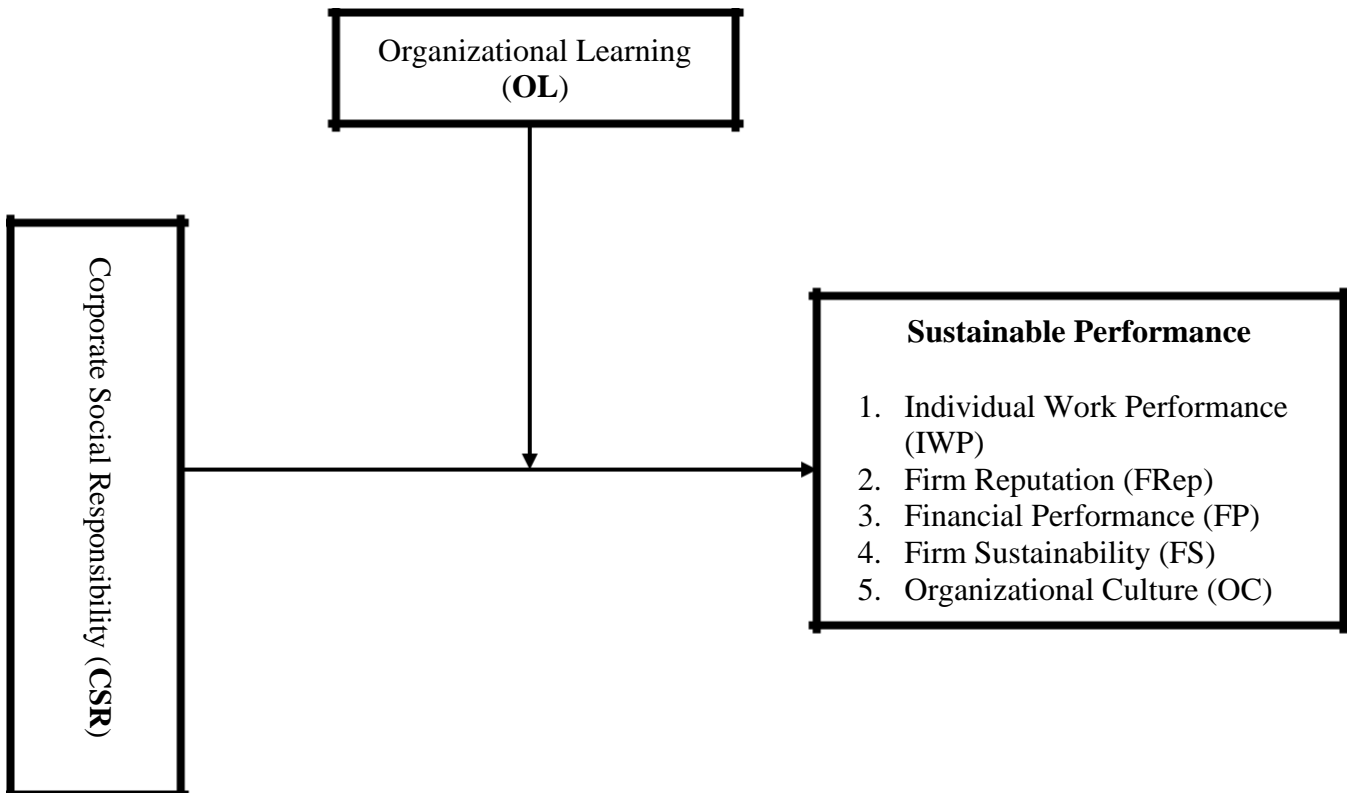 Organizational Learning
(OL)
Corporate Social Responsibility (CSR)
Sustainable Performance
1. Individual Work Performance
(IWP)
2. Firm Reputation (FRep)
3. Financial Performance (FP)
4. Firm Sustainability (FS)
5. Organizational Culture (OC)